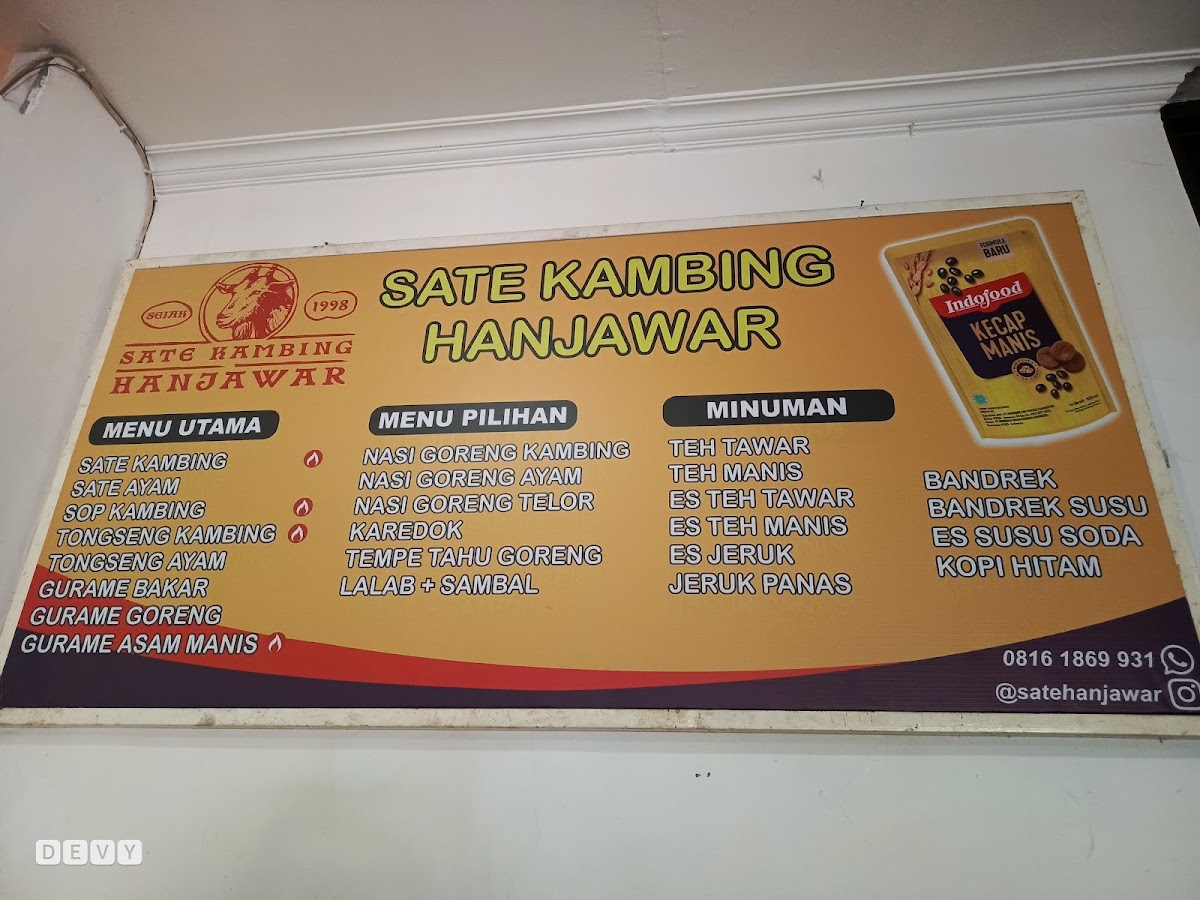 SEJAK
1998
SATE KAMBING
HANJAWAR
SATE KAMBING
HANJAWAR
FORMULA
BARU
Indofood
KECAP
MANIS
MENU UTAMA
SATE KAMBING
SATE AYAM
SOP KAMBING
TONGSENG KAMBING
TONGSENG AYAM
GURAME BAKAR
GURAME GORENG
GURAME ASAM MANIS
MENU PILIHAN
NASI GORENG KAMBING
NASI GORENG AYAM
NASI GORENG TELOR
KAREDOK
TEMPE TAHU GORENG
LALAB + SAMBAL
MINUMAN
TEH TAWAR
TEH MANIS
ES TEH TAWAR
ES TEH MANIS
ES JERUK
JERUK PANAS
BANDREK
BANDREK SUSU
ES SUSU SODA
KOPI HITAM
0816 1869 931
@satehanjawar
DEVY